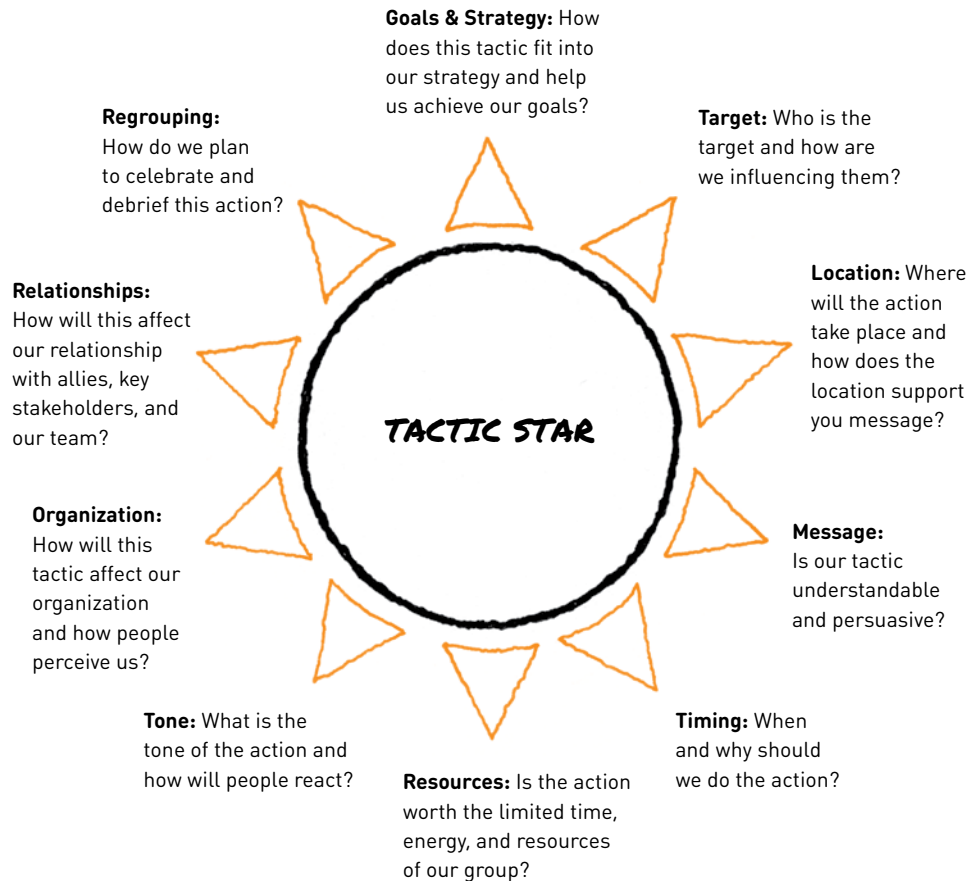 Goals & Strategy: How
does this tactic fit into
our strategy and help
us achieve our goals?
Target: Who is the
target and how are
we influencing them?
Location: Where
will the action
take place and
how does the
location support
you message?
Message:
Is our tactic
understandable
and persuasive?
Timing: When
and why should
we do the action?
Resources: Is the action
worth the limited time,
energy, and resources
of our group?
Tone: What is the
tone of the action and
how will people react?
Organization:
How will this
tactic affect our
organization
and how people
perceive us?
Relationships:
How will this affect
our relationship
with allies, key
stakeholders, and
our team?
Regrouping:
How do we plan
to celebrate and
debrief this action?
TACTIC STAR